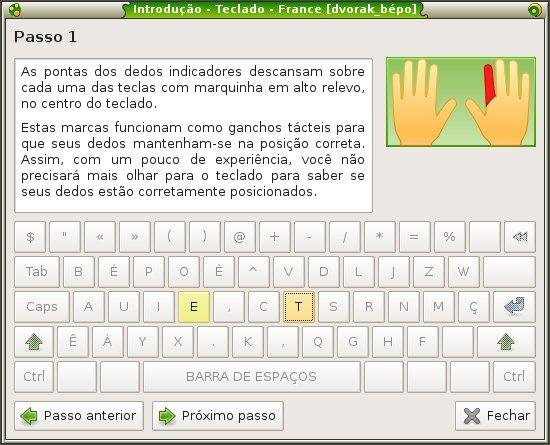 Introdução - Teclado - France [dvorak_bépo]
Passo 1
As pontas dos dedos indicadores descansam sobre
cada uma das teclas com marquinha em alto relevo,
no centro do teclado.
Estas marcas funcionam como ganchos tácteis para
que seus dedos mantenham-se na posição correta.
Assim, com um pouco de experiência, você não
precisará mais olhar para o teclado para saber se
seus dedos estão corretamente posicionados.
$ " « » ( ) @ + - / * = %
Tab B É P O È ^ V D L J Z W
Caps A U I E , C T S R N M Ç
Ê À Y X . K , Q G H F
Ctrl BARRA DE ESPAÇOS Ctrl
Passo anterior Próximo passo Fechar